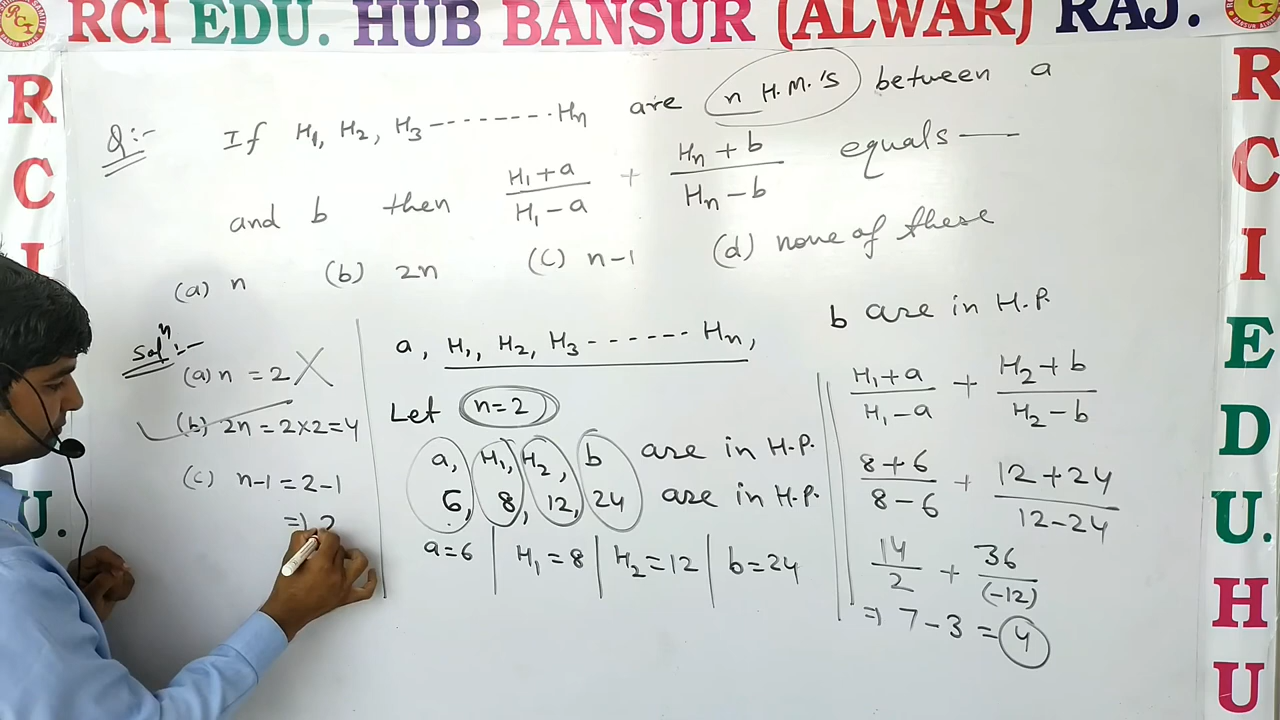 RCI EDU. HUB BANSUR (ALWAR) RAJ.
Q:- If H₁, H₂, H₃ -------- Hn are n H.M.'s between a
and b then (H₁+a)/(H₁-a) + (Hn+b)/(Hn-b) equals ——
(a) n (b) 2n (c) n-1 (d) none of these
Solⁿ:-
(a) n = 2 X
(b) 2n = 2×2 = 4
(c) n-1 = 2-1
a, H₁, H₂, H₃ ------ Hn, b are in H.P.
Let n=2
a, H₁, H₂, b are in H.P.
6, 8, 12, 24 are in H.P.
a=6 | H₁=8 | H₂=12 | b=24
(H₁+a)/(H₁-a) + (H₂+b)/(H₂-b)
(8+6)/(8-6) + (12+24)/(12-24)
14/2 + 36/(-12)
⇒ 7-3 = 4
R
C
I
U.
R
C
I
E
D
U.
H
U